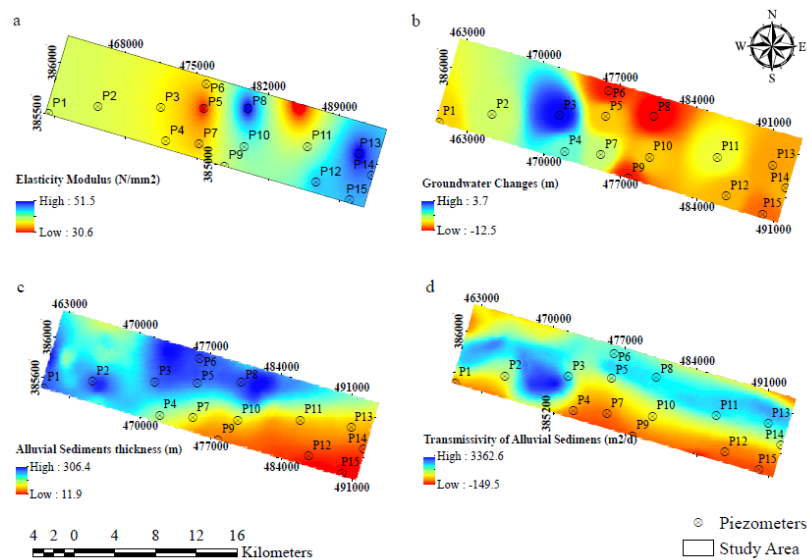 a
468000
475000
482000
489000
386000
385500
385000
P1
P2
P3
P4
P5
P6
P7
P8
P9
P10
P11
P12
P13
P14
P15
Elasticity Modulus (N/mm2)
High : 51.5
Low : 30.6
b
463000
470000
477000
484000
491000
386000
385500
463000
470000
477000
484000
491000
P1
P2
P3
P4
P5
P6
P7
P8
P9
P10
P11
P12
P13
P14
P15
Groundwater Changes (m)
High : 3.7
Low : -12.5
N
W
E
S
c
463000
470000
477000
484000
491000
386000
385600
470000
477000
484000
491000
P1
P2
P3
P4
P5
P6
P7
P8
P9
P10
P11
P12
P13
P14
P15
Alluvial Sediments thickness (m)
High : 306.4
Low : 11.9
d
463000
470000
477000
484000
491000
386000
385200
P1
P2
P3
P4
P5
P6
P7
P8
P9
P10
P11
P12
P13
P14
P15
Transmissivity of Alluvial Sedimens (m2/d)
High : 3362.6
Low : -149.5
4 2 0 4 8 12 16
Kilometers
Piezometers
Study Area